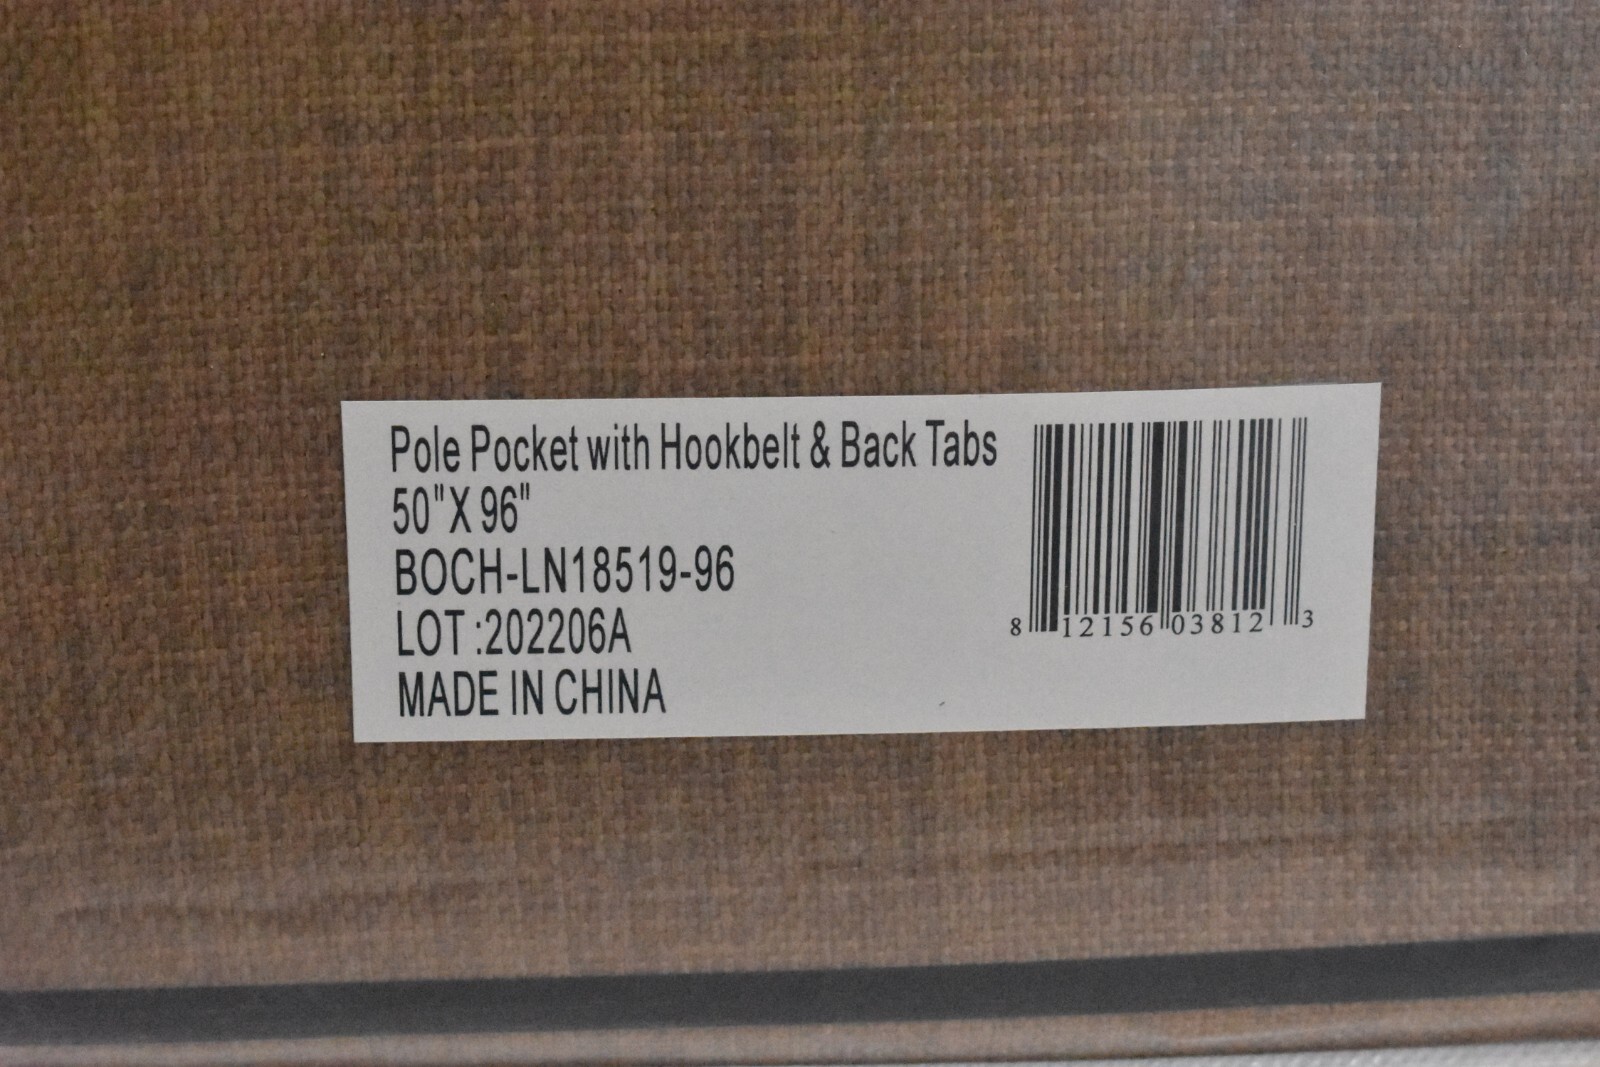 Pole Pocket with Hookbelt & Back Tabs
50"X 96"
BOCH-LN18519-96
LOT :202206A
MADE IN CHINA
8 12156 03812 3